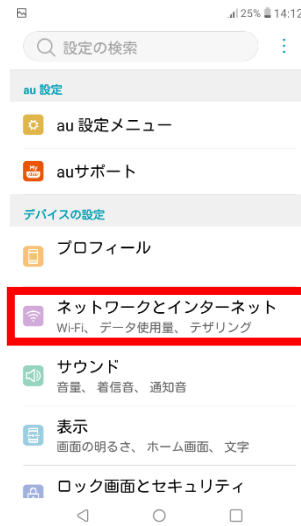 25% 14:12
設定の検索
au 設定
au 設定メニュー
My
auサポート
デバイスの設定
プロフィール
ネットワークとインターネット
Wi-Fi、 データ使用量、 テザリング
サウンド
音量、 着信音、 通知音
表示
画面の明るさ、 ホーム画面、 文字
ロック画面とセキュリティ